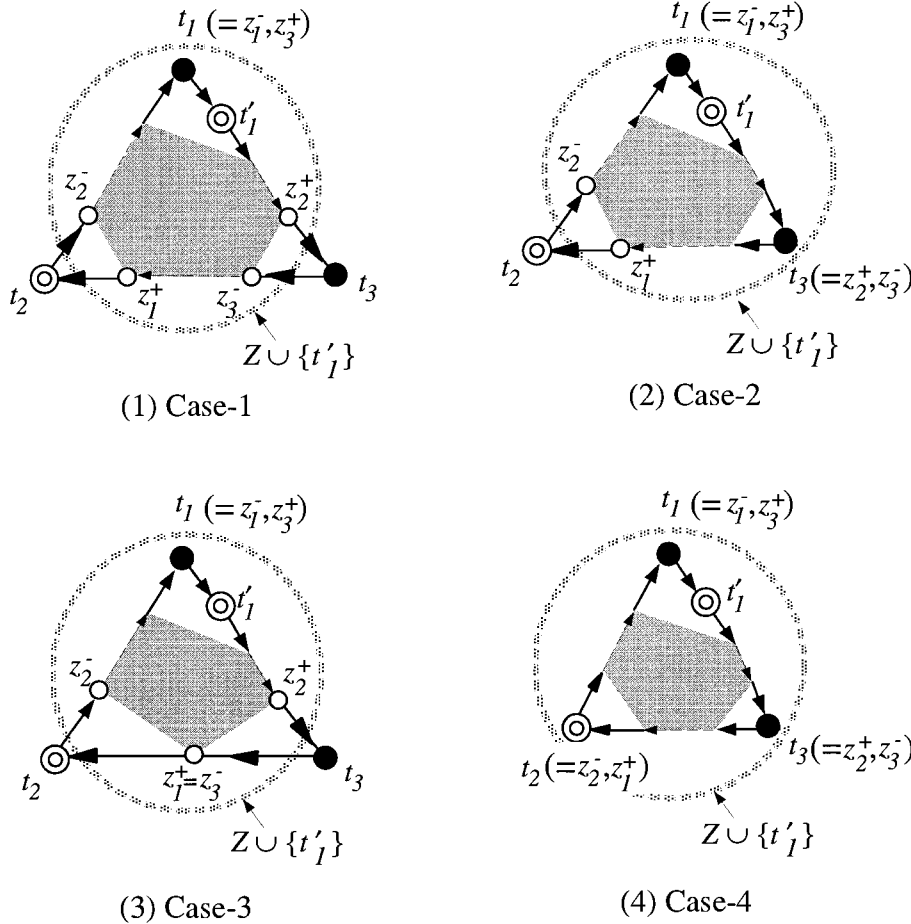 t₁ (= z₁⁻, z₃⁺)
t'₁
z₂⁻
z₂⁺
t₂
z₁⁺
z₃⁻
t₃
Z ∪ {t'₁}
(1) Case-1
t₁ (= z₁⁻, z₃⁺)
t'₁
z₂⁻
t₂
z₁⁺
t₃(= z₂⁺, z₃⁻)
Z ∪ {t'₁}
(2) Case-2
t₁ (= z₁⁻, z₃⁺)
t'₁
z₂⁻
z₂⁺
t₂
z₁⁺=z₃⁻
t₃
Z ∪ {t'₁}
(3) Case-3
t₁ (= z₁⁻, z₃⁺)
t'₁
t₂ (= z₂⁻, z₁⁺)
t₃(= z₂⁺, z₃⁻)
Z ∪ {t'₁}
(4) Case-4